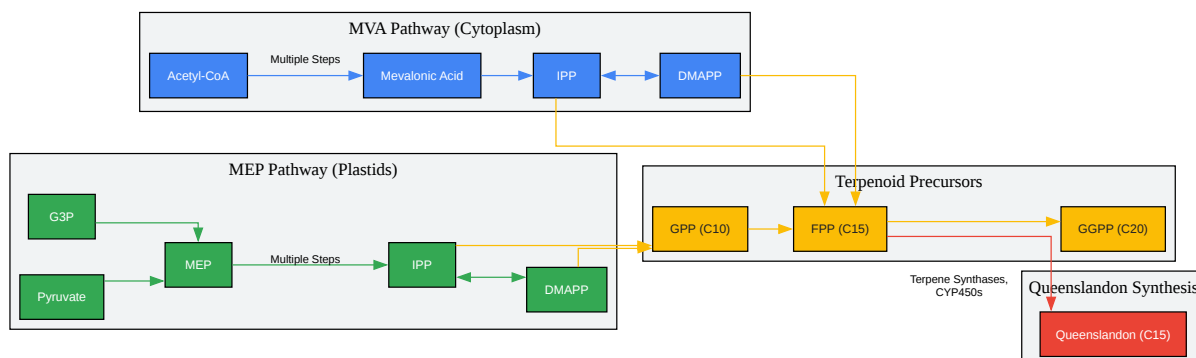 MVA Pathway (Cytoplasm)
Acetyl-CoA
Multiple Steps
Mevalonic Acid
IPP
DMAPP
MEP Pathway (Plastids)
G3P
Pyruvate
MEP
Multiple Steps
IPP
DMAPP
Terpenoid Precursors
GPP (C10)
FPP (C15)
GGPP (C20)
Terpene Synthases,
CYP450s
Queenslandon Synthesis
Queenslandon (C15)